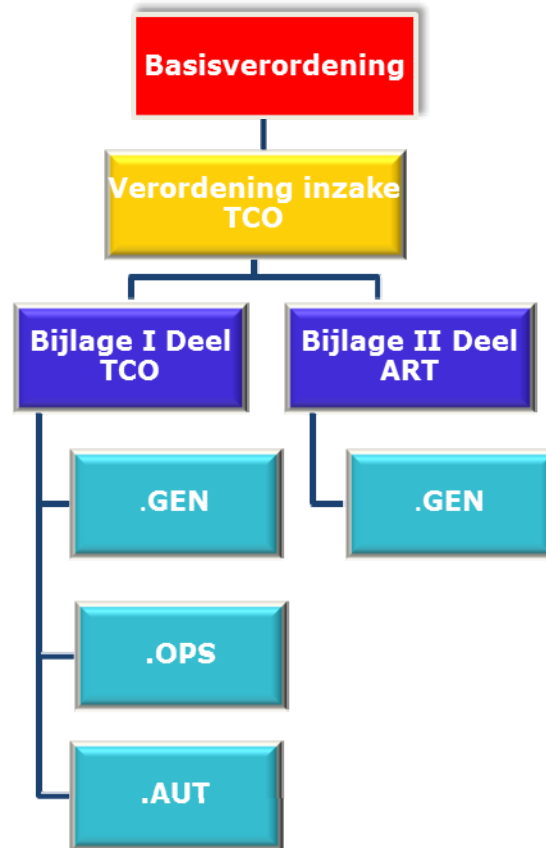 Basisverordening
Verordening inzake
TCO
Bijlage I Deel
TCO
Bijlage II Deel
ART
.GEN
.GEN
.OPS
.AUT